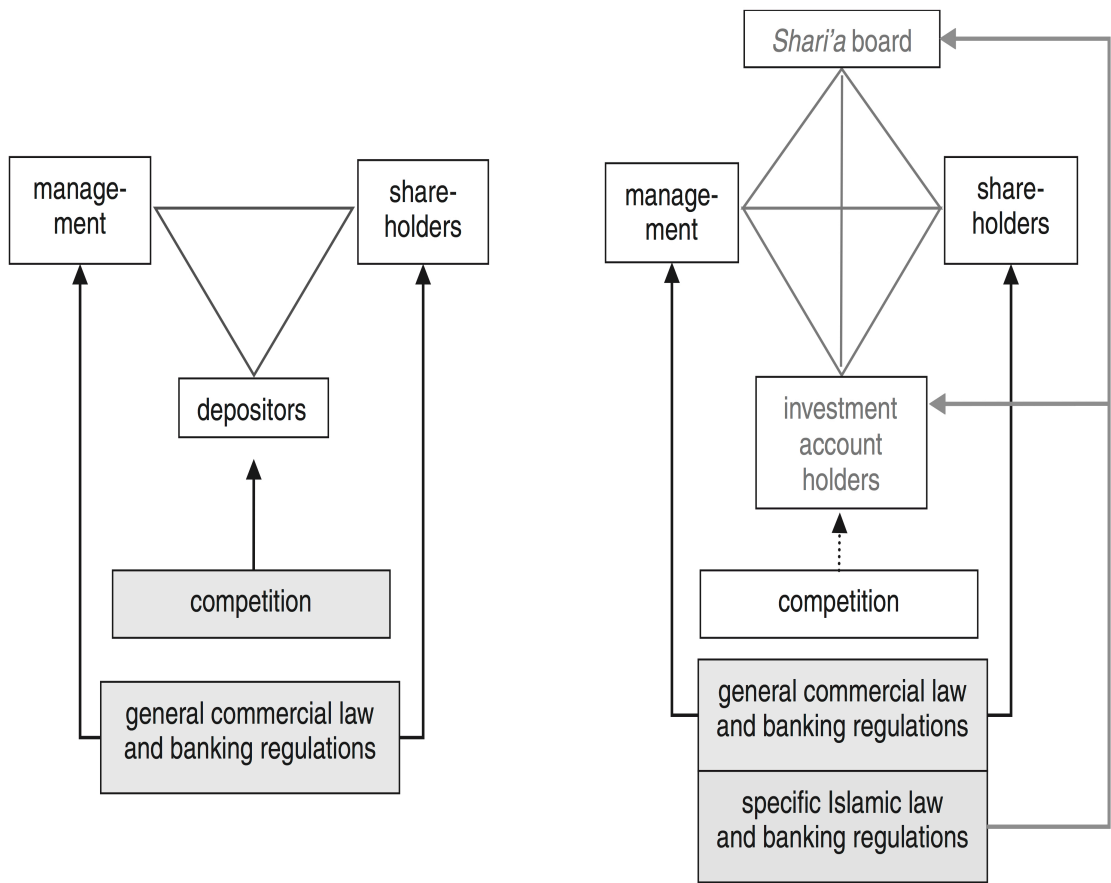 manage-
ment
share-
holders
depositors
competition
general commercial law
and banking regulations
Shari'a board
manage-
ment
share-
holders
investment
account
holders
competition
general commercial law
and banking regulations
specific Islamic law
and banking regulations